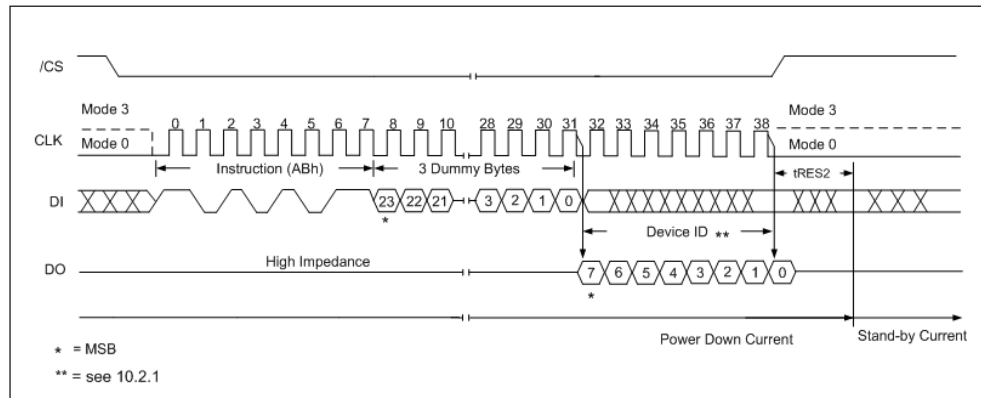 /CS
Mode 3
CLK
Mode 0
0 1 2 3 4 5 6 7 8 9 10 28 29 30 31 32 33 34 35 36 37 38
Mode 3
Mode 0
Instruction (ABh)
3 Dummy Bytes
tRES2
DI
23 22 21 3 2 1 0
*
Device ID **
DO
High Impedance
7 6 5 4 3 2 1 0
*
Power Down Current
Stand-by Current
* = MSB
** = see 10.2.1